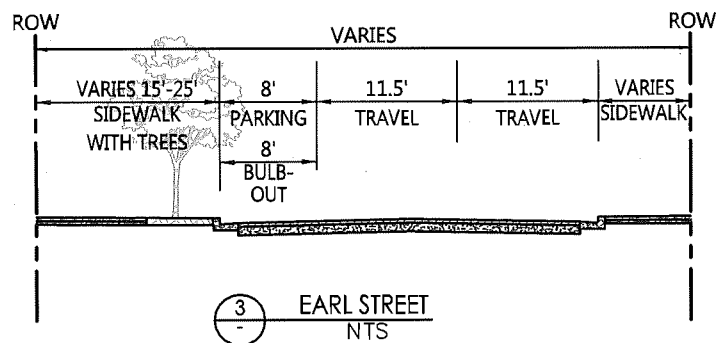 ROW
ROW
VARIES
VARIES 15'-25'
SIDEWALK
WITH TREES
8'
PARKING
8'
BULB-
OUT
11.5'
TRAVEL
11.5'
TRAVEL
VARIES
SIDEWALK
3
-
EARL STREET
NTS